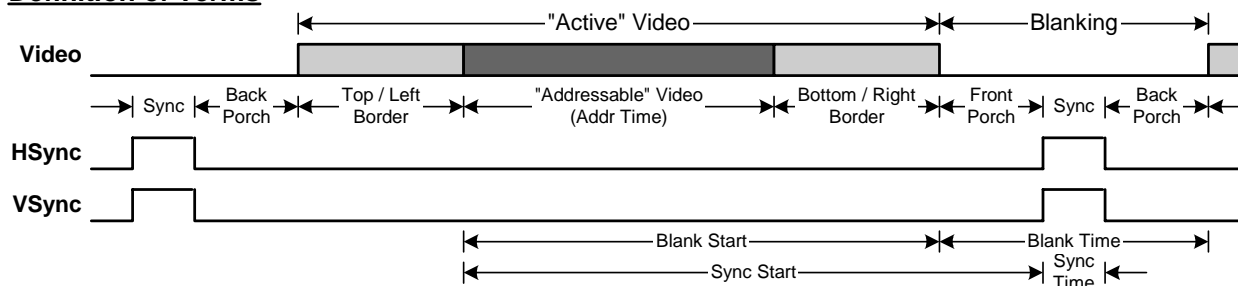 Definition of Terms
"Active" Video
Blanking
Video
Sync
Back
Porch
Top / Left
Border
"Addressable" Video
(Addr Time)
Bottom / Right
Border
Front
Porch
Sync
Back
Porch
HSync
VSync
Blank Start
Blank Time
Sync Start
Sync
Time